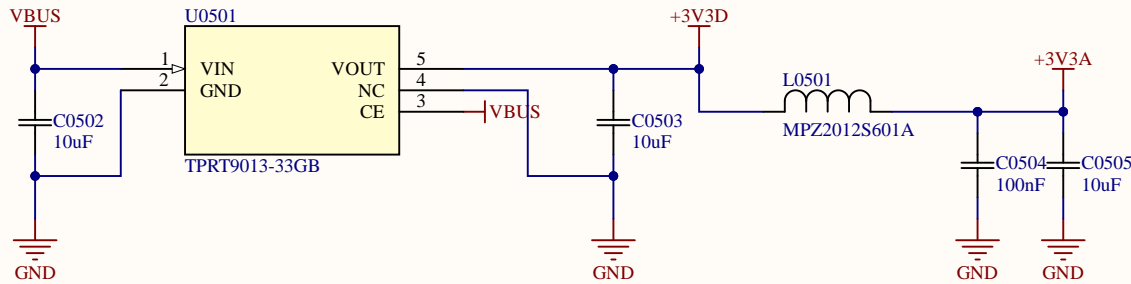 VBUS
U0501
1
VIN
2
GND
VOUT
5
NC
4
CE
3
VBUS
TPRT9013-33GB
C0502
10uF
GND
C0503
10uF
GND
+3V3D
L0501
MPZ2012S601A
+3V3A
C0504
100nF
GND
C0505
10uF
GND